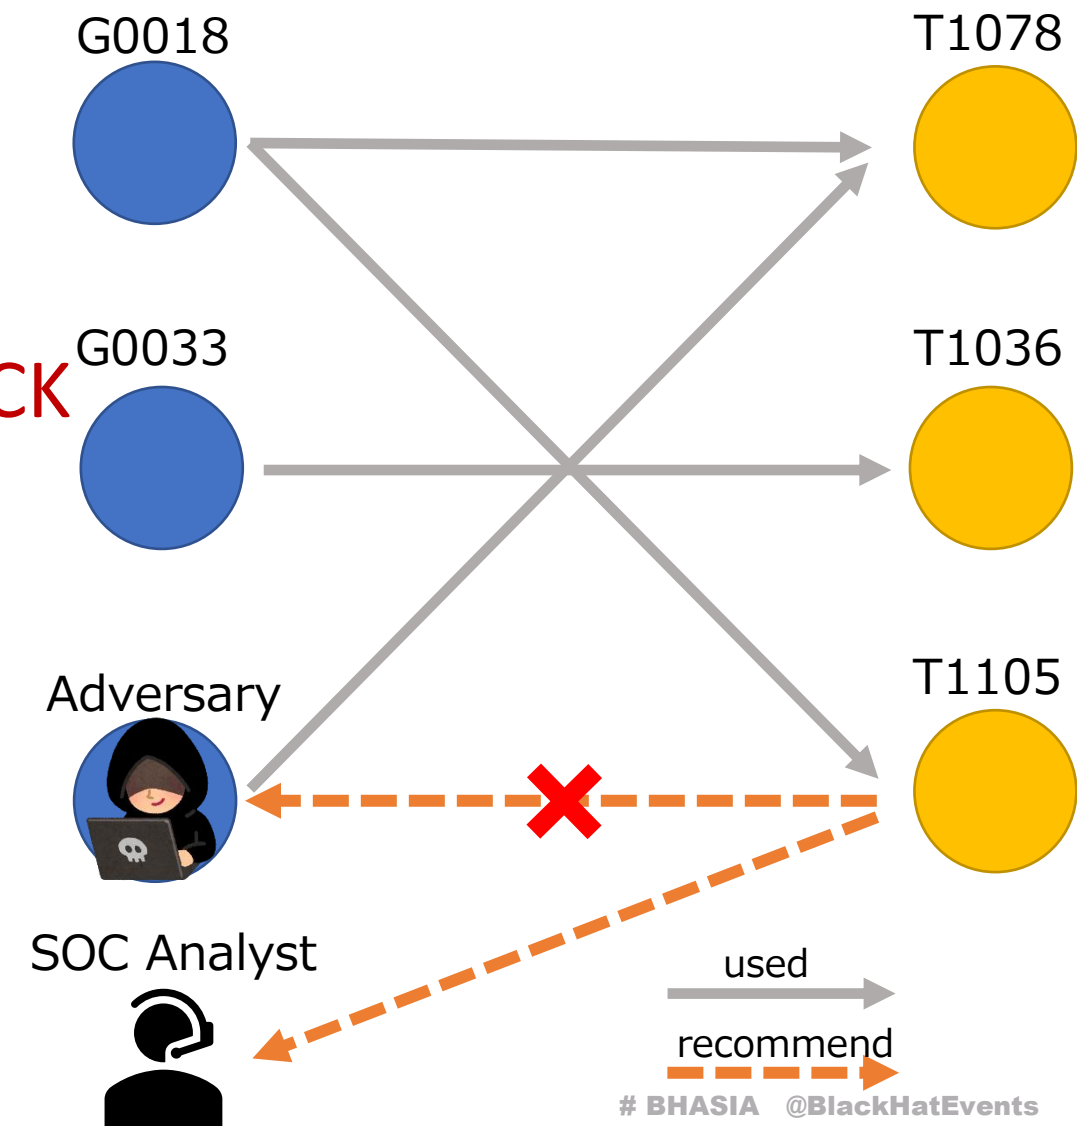 G0018
T1078
G0033
T1036
CK
Adversary
T1105
SOC Analyst
used
recommend
# BHASIA @BlackHatEvents